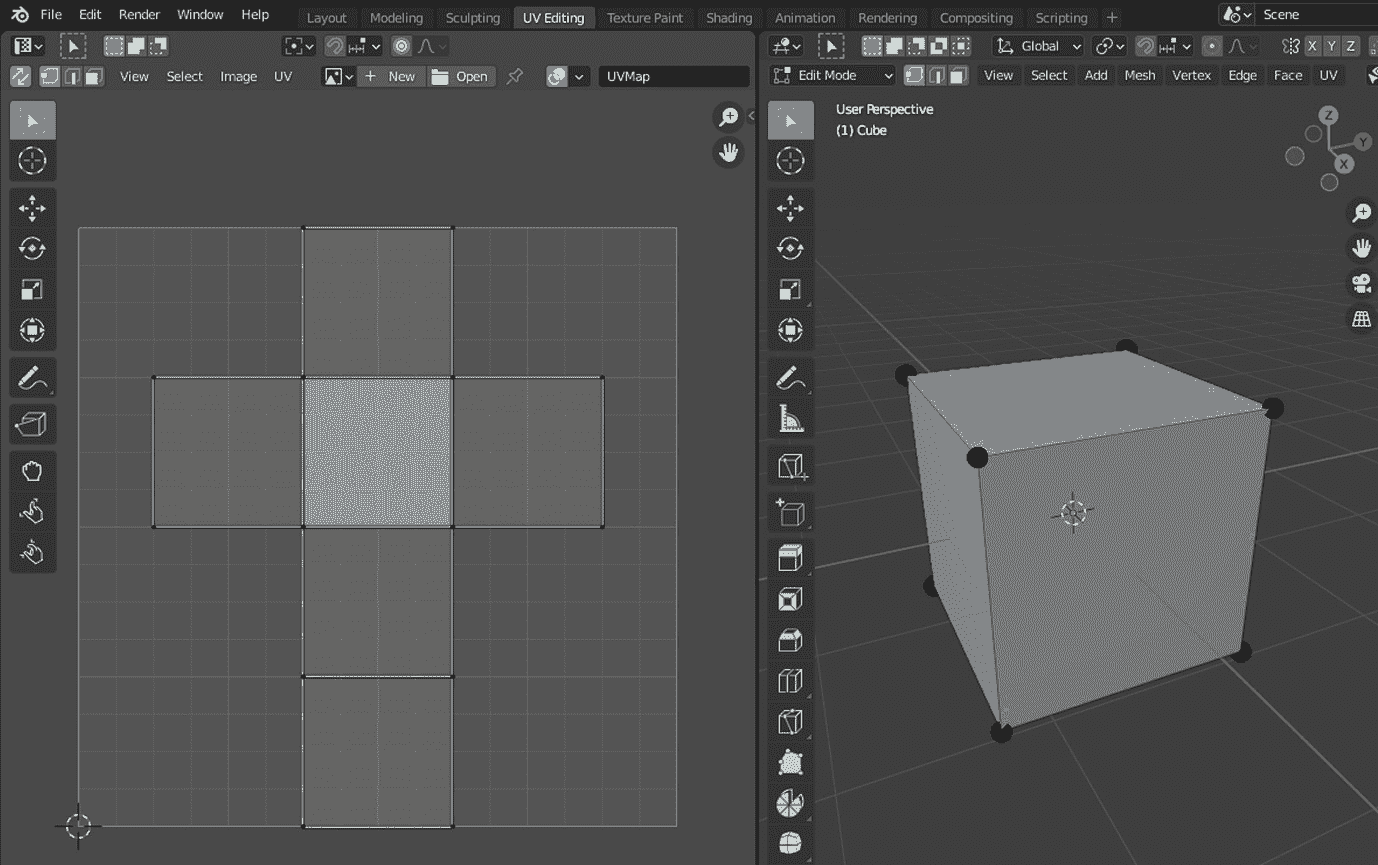 File Edit Render Window Help Layout Modeling Sculpting UV Editing Texture Paint Shading Animation Rendering Compositing Scripting + Scene
Global X Y Z
View Select Image UV + New Open UVMap Edit Mode View Select Add Mesh Vertex Edge Face UV
User Perspective
(1) Cube
Z
Y
X